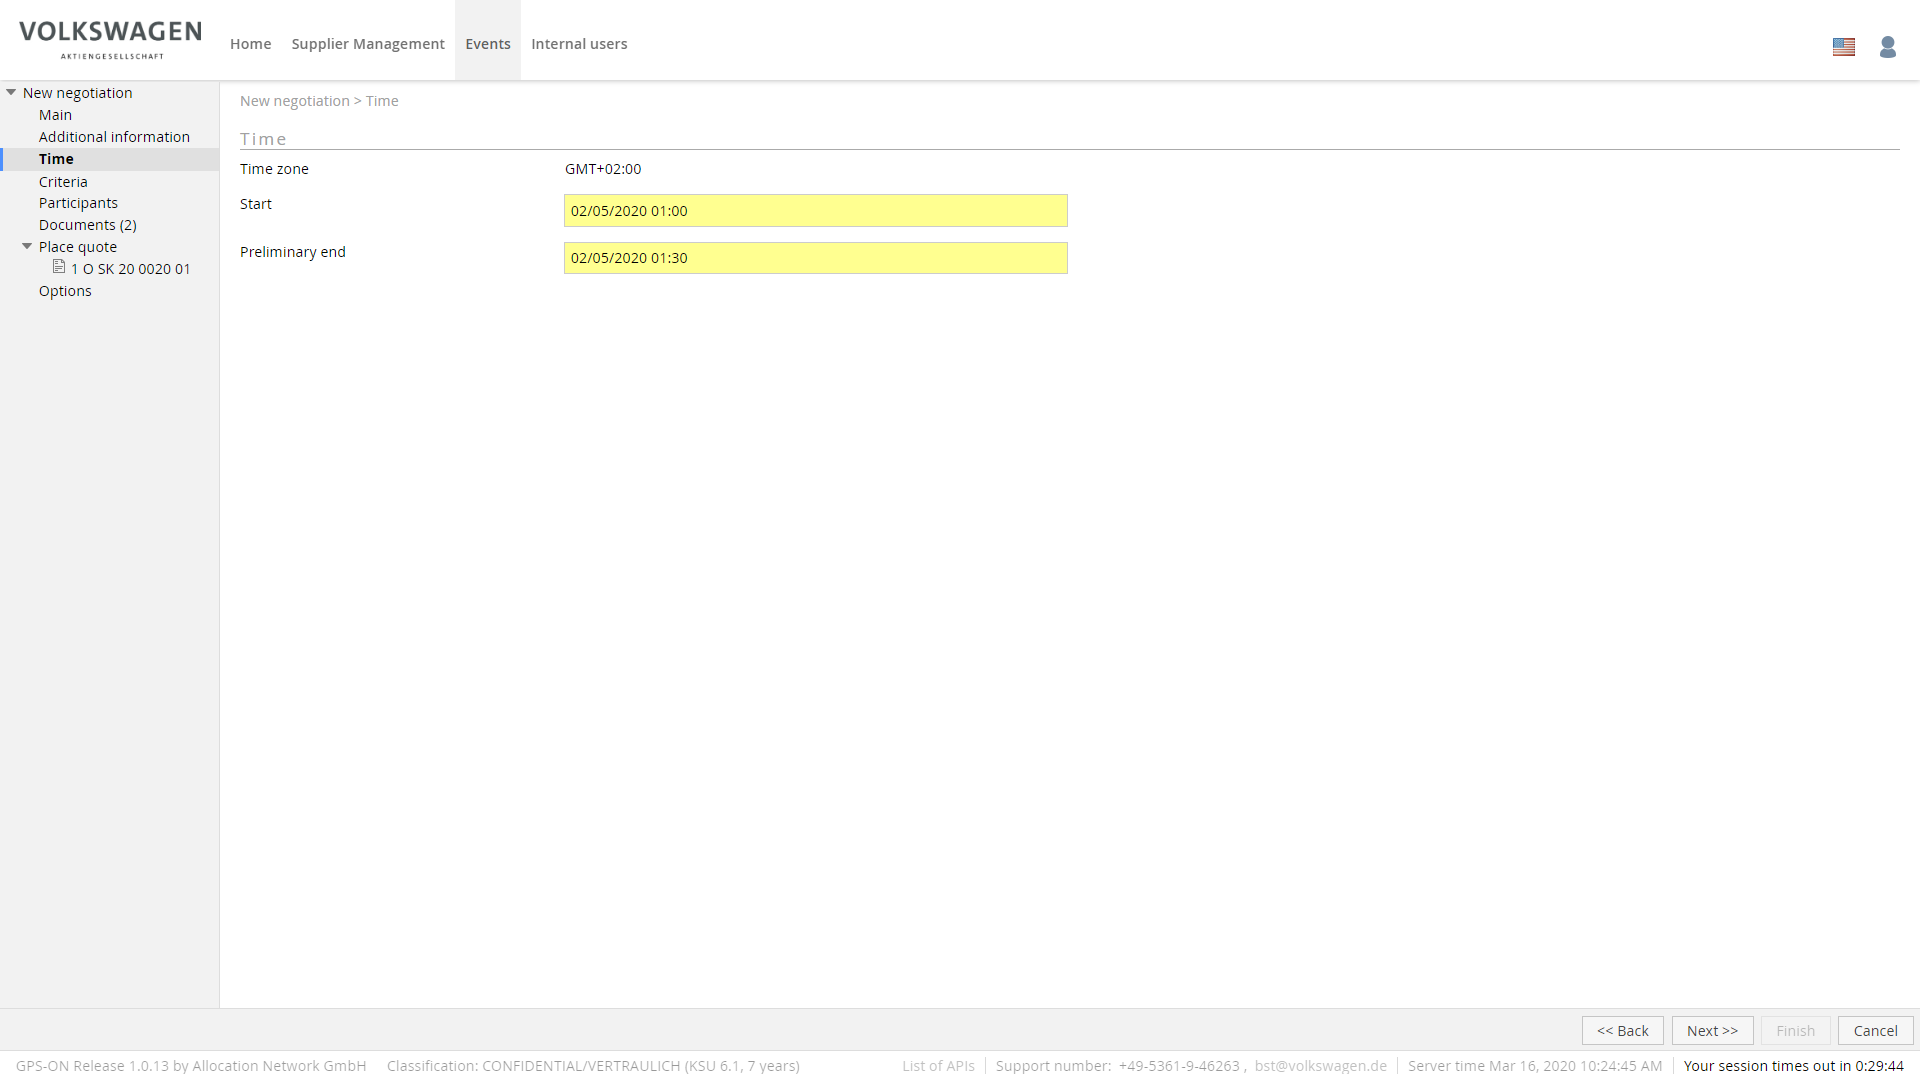 VOLKSWAGEN
AKTIENGESELLSCHAFT
Home Supplier Management Events Internal users
New negotiation
Main
Additional information
Time
Criteria
Participants
Documents (2)
Place quote
1 O SK 20 0020 01
Options
New negotiation > Time
Time
Time zone GMT+02:00
Start 02/05/2020 01:00
Preliminary end 02/05/2020 01:30
<< Back Next >> Finish Cancel
GPS-ON Release 1.0.13 by Allocation Network GmbH Classification: CONFIDENTIAL/VERTRAULICH (KSU 6.1, 7 years) List of APIs Support number: +49-5361-9-46263 , bst@volkswagen.de Server time Mar 16, 2020 10:24:45 AM Your session times out in 0:29:44